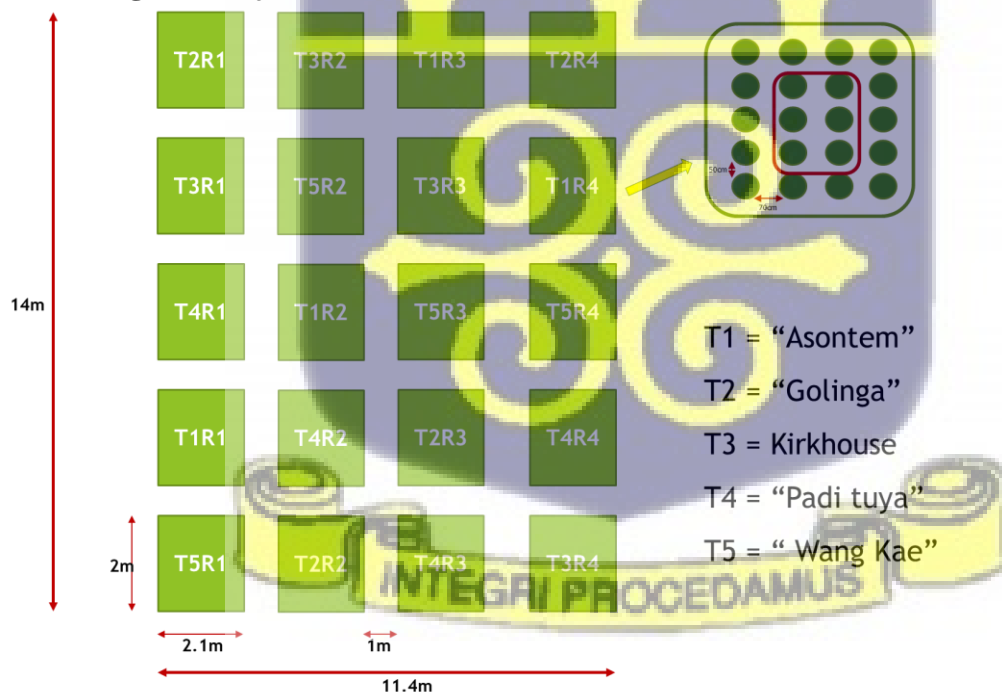 T2R1 T3R2 T1R3 T2R4
T3R1 T5R2 T3R3 T1R4
50cm
70cm
14m
T4R1 T1R2 T5R3 T5R4
T1 = “Asontem”
T2 = “Golinga”
T1R1 T4R2 T2R3 T4R4
T3 = Kirkhouse
T4 = “Padi tuya”
T5 = “ Wang Kae”
2m
T5R1 T2R2 T4R3 T3R4
INTEGRI PROCEDAMUS
2.1m
1m
11.4m